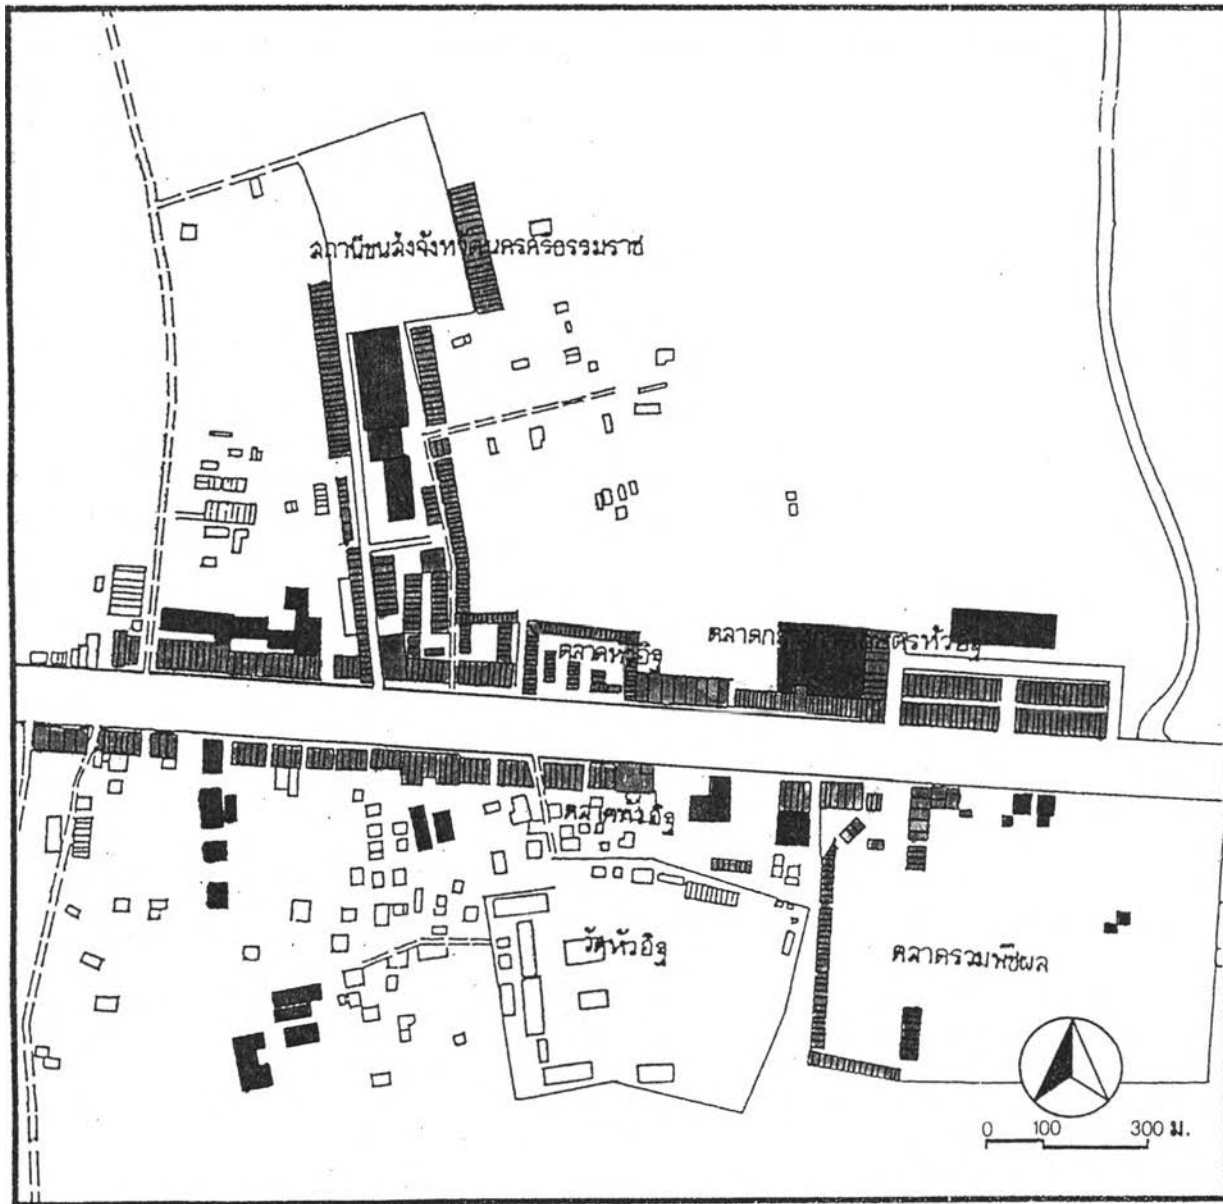 สถานีขนส่งจังหวัดนครศรีธรรมราช
ตลาดหัวอิฐ
ตลาดหัวอิฐ
วัดหัวอิฐ
ตลาดรวมพืชผล
0 100 300 ม.